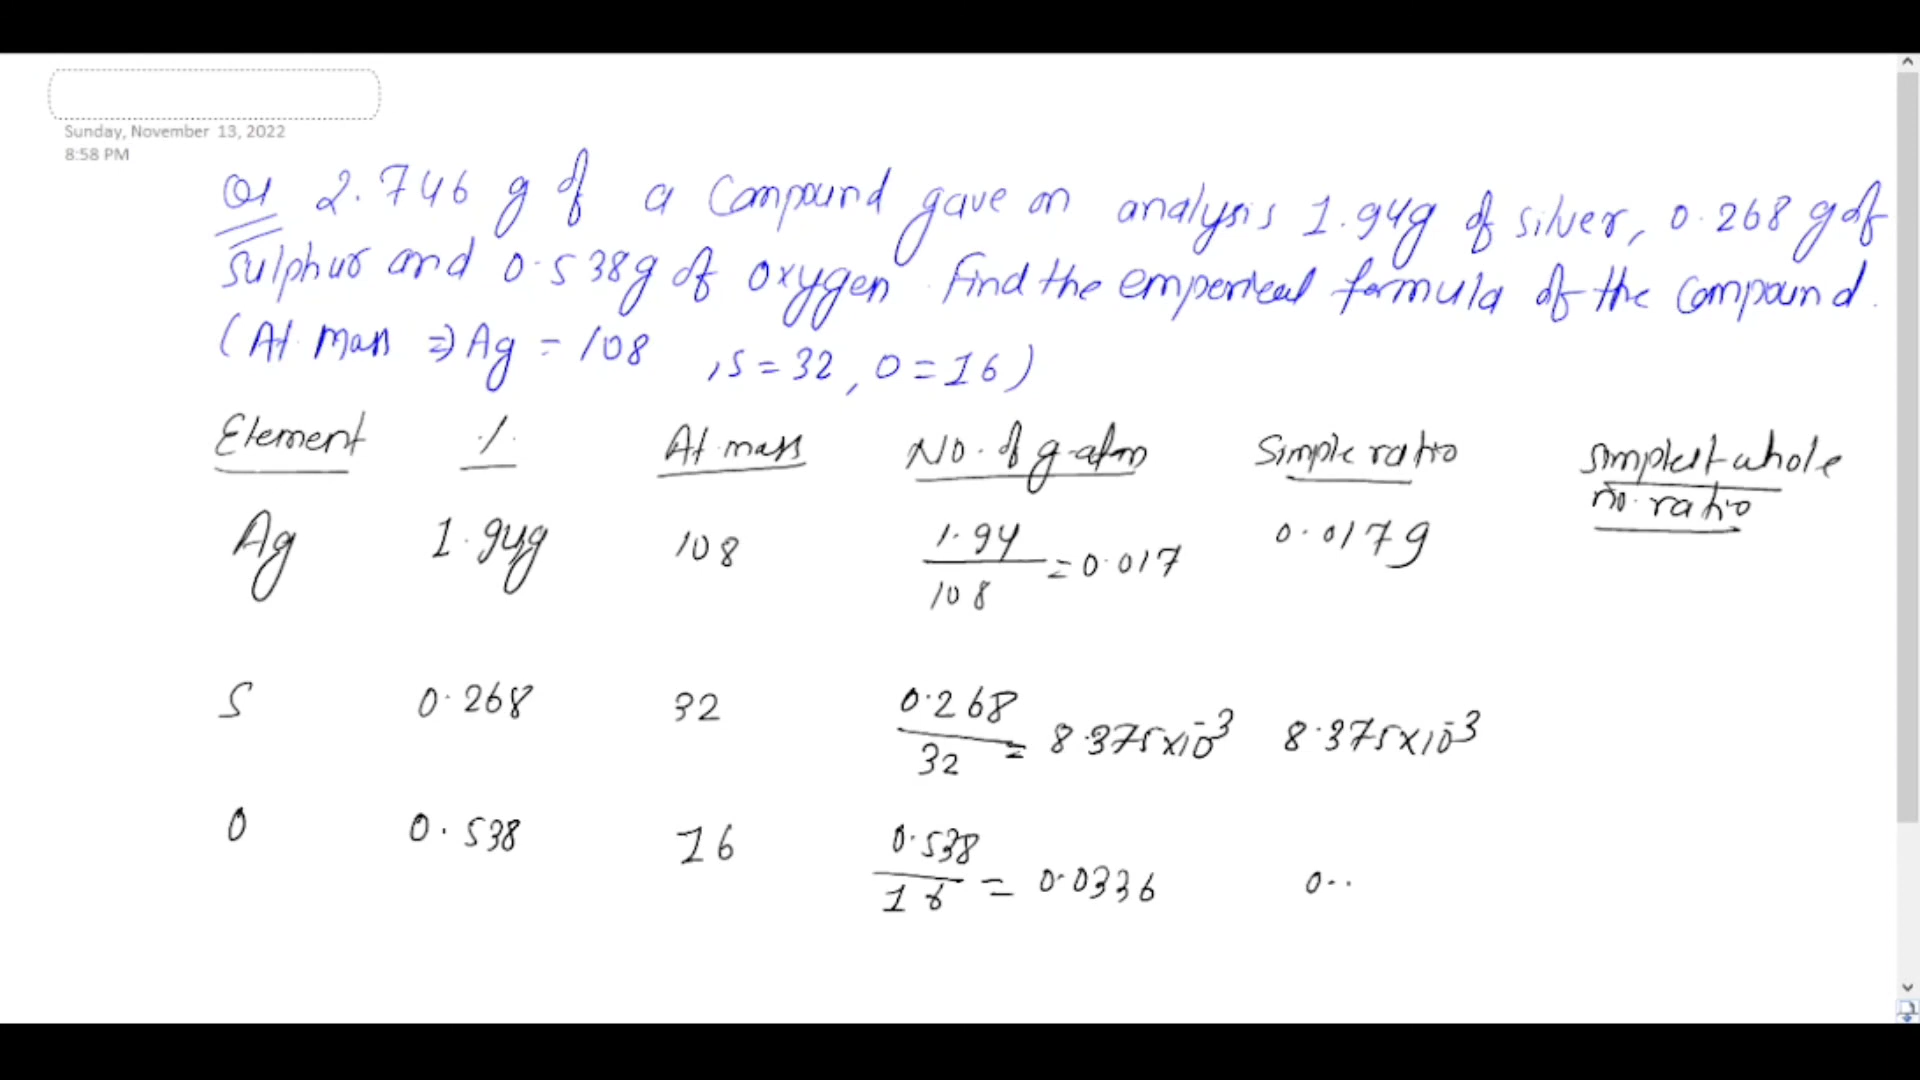 Sunday, November 13, 2022
8:58 PM
Q1 2.746 g of a Compound gave on analysis 1.94g of silver, 0.268 g of
sulphur and 0.538g of oxygen. Find the emperical formula of the compound.
(At. Mass ⇒ Ag = 108 , S = 32, O = 16)
Element % At. mass No. of g-atom Simple ratio Simplest whole
no. ratio
Ag 1.94g 108 1.94/108 = 0.017 0.0179
S 0.268 32 0.268/32 = 8.375×10⁻³ 8.375×10⁻³
O 0.538 16 0.538/16 = 0.0336 0..